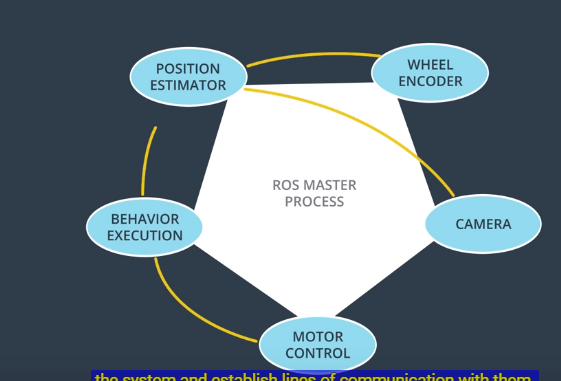 POSITION
ESTIMATOR
WHEEL
ENCODER
ROS MASTER
PROCESS
BEHAVIOR
EXECUTION
CAMERA
MOTOR
CONTROL
the system and establish lines of communication with them